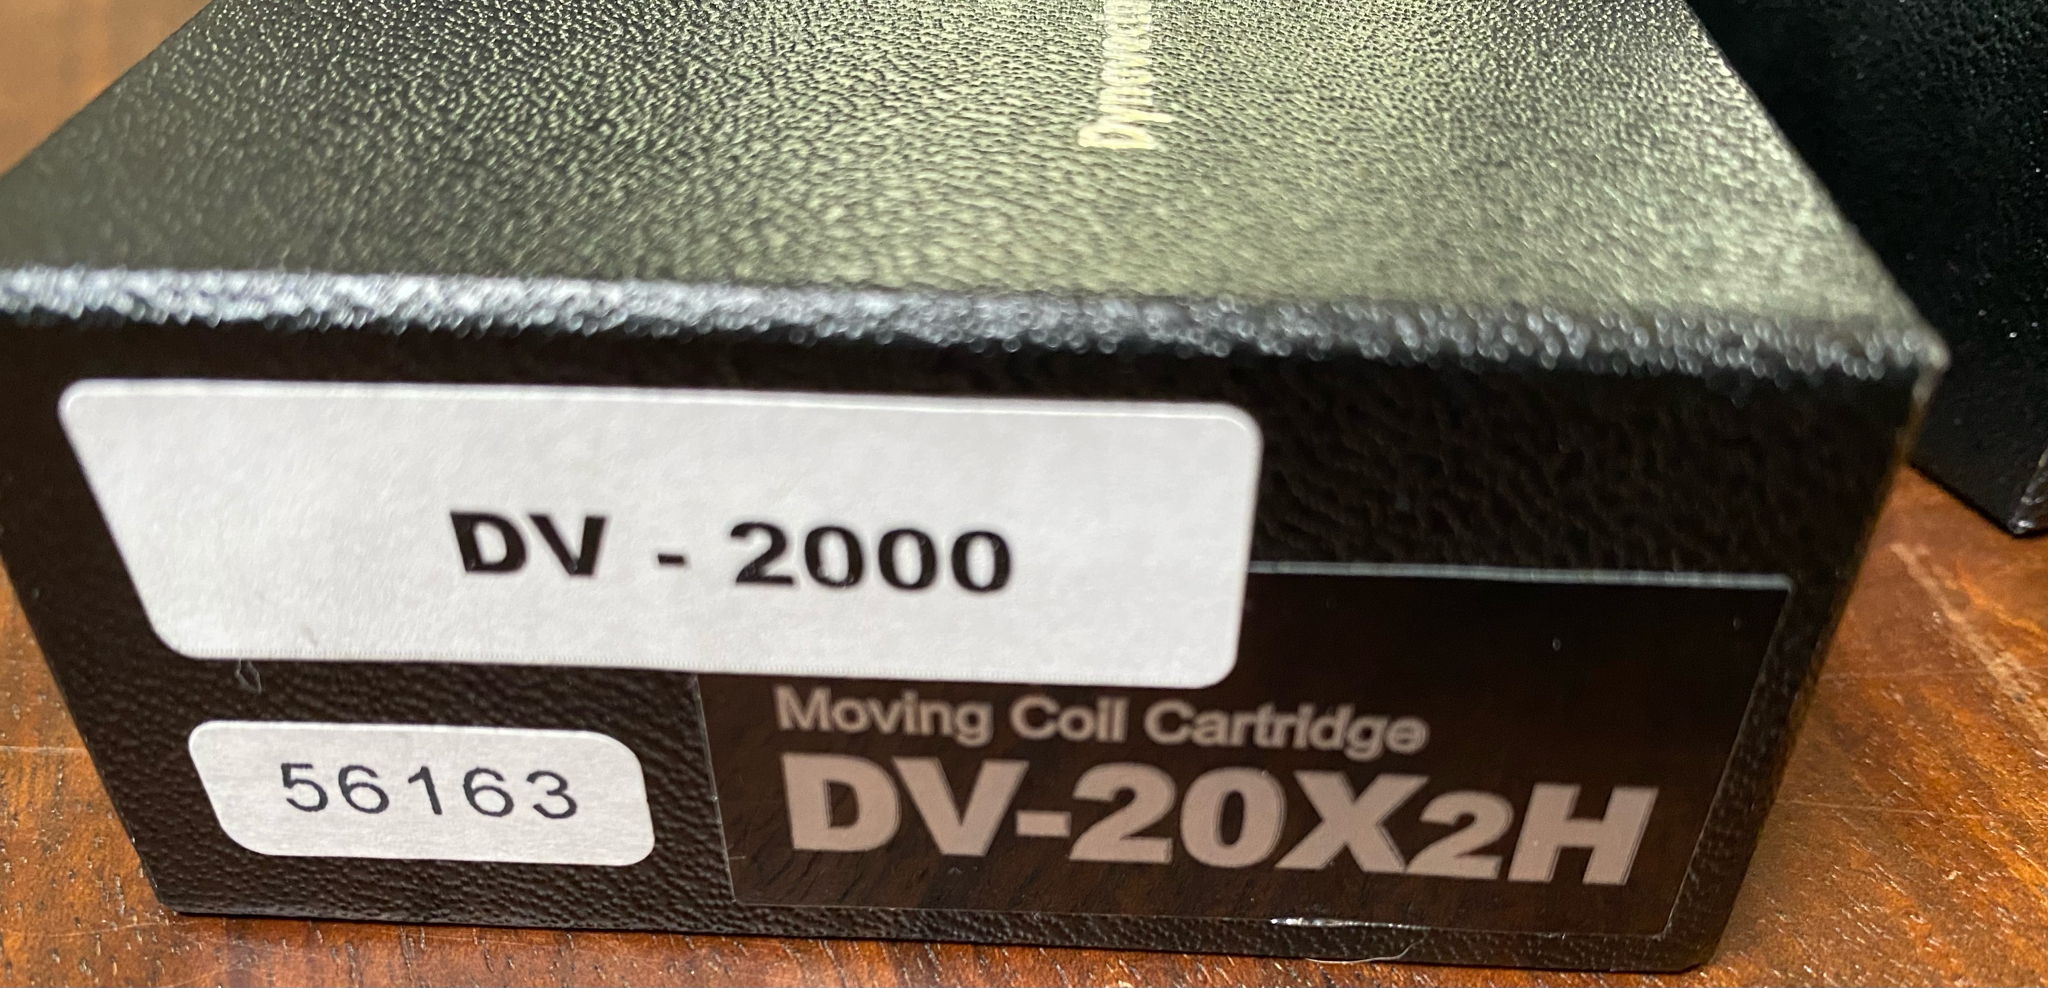 DV - 2000
Moving Coil Cartridge
56163
DV-20X2H